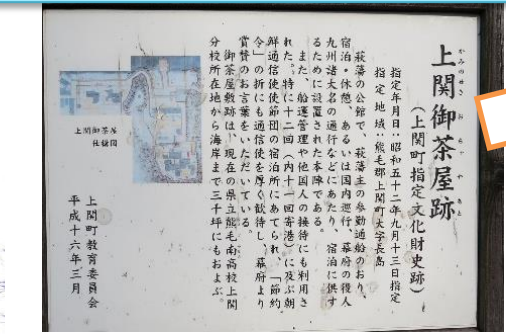 上関御茶屋跡
かみのせき お ちゃ や あと
（上関町指定文化財史跡）
指定年月日：昭和五十二年九月十三日指定
指定地域、熊毛郡上関町大字長島
萩藩の公館で、萩藩主の参勤通船のおり、
宿泊・休憩、あるいは国内巡行、幕府の役人
九州諸大名の通行などにあたり、宿泊に供す
るために設置された本陣である。
また、船運管理や他国人の接待にも利用さ
れた。特に十二回（内十一回寄港）に及ぶ朝
鮮通信使使節団の宿泊所にあてられ、「節約
令」の折にも通信使を厚く歓待し、幕府より
賞賛のお言葉をいただいている。
御茶屋敷跡は、現在の県立熊毛南高校上関
分校所在地から海岸まで三千坪にもおよぶ。
上関町教育委員会
平成十六年三月
上関御茶屋